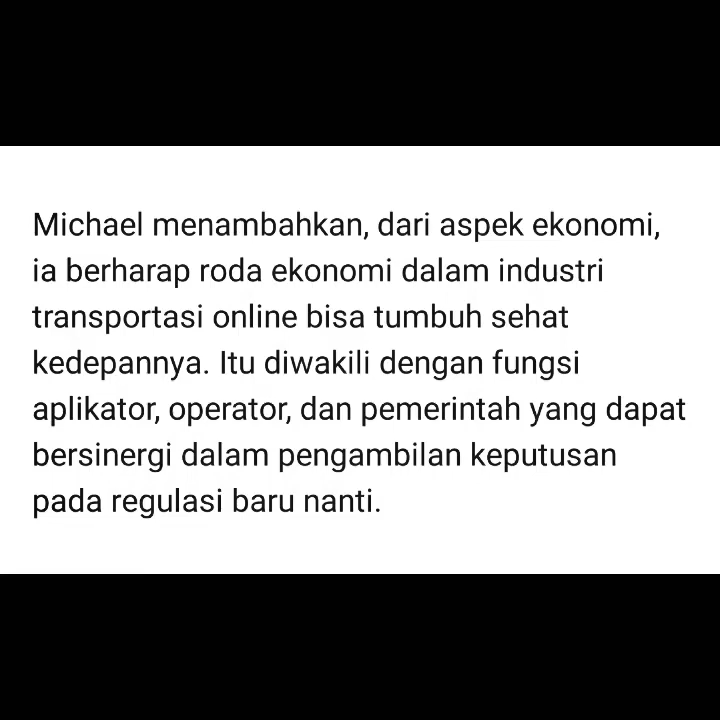 Michael menambahkan, dari aspek ekonomi,
ia berharap roda ekonomi dalam industri
transportasi online bisa tumbuh sehat
kedepannya. Itu diwakili dengan fungsi
aplikator, operator, dan pemerintah yang dapat
bersinergi dalam pengambilan keputusan
pada regulasi baru nanti.